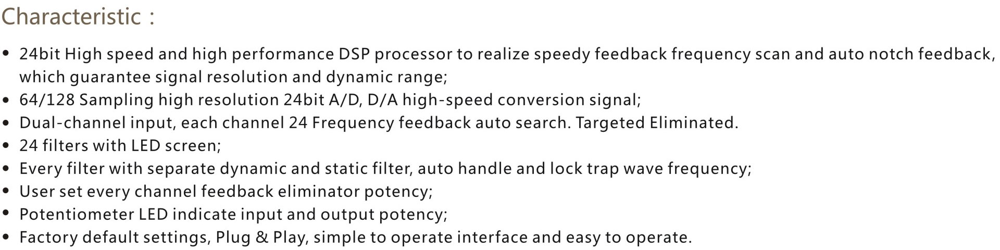 Characteristic :
• 24bit High speed and high performance DSP processor to realize speedy feedback frequency scan and auto notch feedback,
which guarantee signal resolution and dynamic range;
• 64/128 Sampling high resolution 24bit A/D, D/A high-speed conversion signal;
• Dual-channel input, each channel 24 Frequency feedback auto search. Targeted Eliminated.
• 24 filters with LED screen;
• Every filter with separate dynamic and static filter, auto handle and lock trap wave frequency;
• User set every channel feedback eliminator potency;
• Potentiometer LED indicate input and output potency;
• Factory default settings, Plug & Play, simple to operate interface and easy to operate.